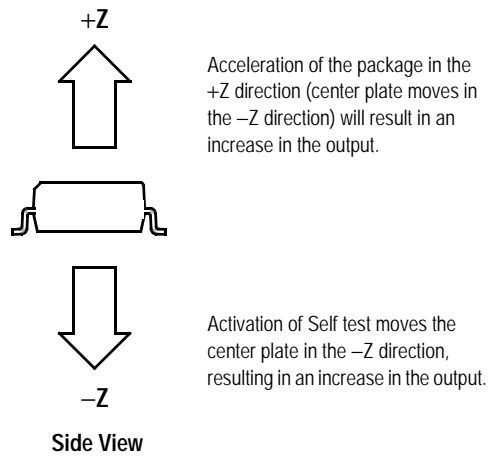 +Z
Acceleration of the package in the
+Z direction (center plate moves in
the –Z direction) will result in an
increase in the output.
Activation of Self test moves the
center plate in the –Z direction,
resulting in an increase in the output.
–Z
Side View